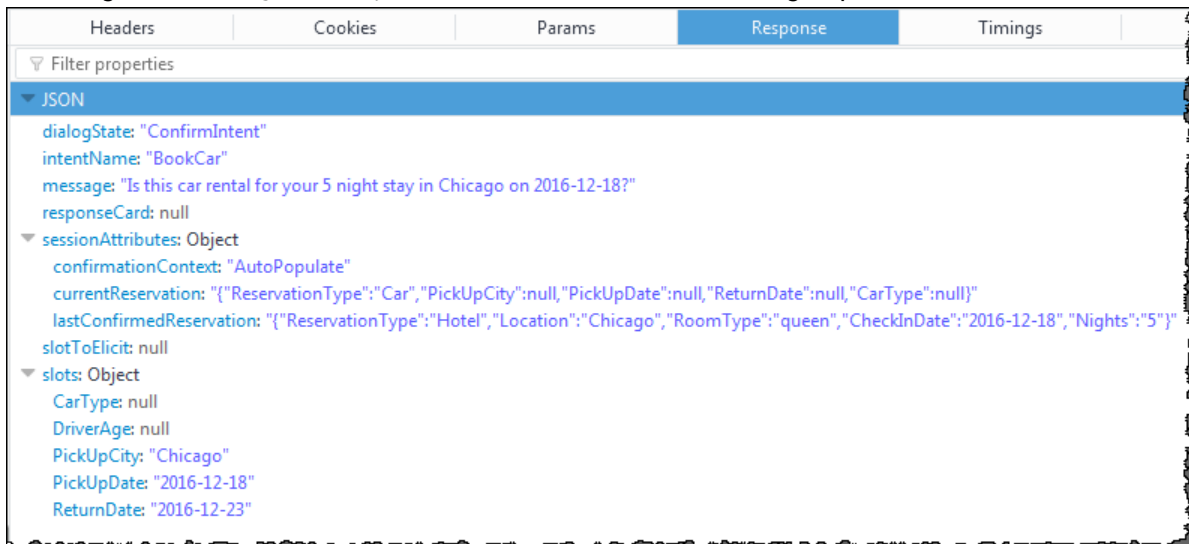 Headers Cookies Params Response Timings
Filter properties
JSON
dialogState: "ConfirmIntent"
intentName: "BookCar"
message: "Is this car rental for your 5 night stay in Chicago on 2016-12-18?"
responseCard: null
sessionAttributes: Object
confirmationContext: "AutoPopulate"
currentReservation: "{"ReservationType":"Car","PickUpCity":null,"PickUpDate":null,"ReturnDate":null,"CarType":null}"
lastConfirmedReservation: "{"ReservationType":"Hotel","Location":"Chicago","RoomType":"queen","CheckInDate":"2016-12-18","Nights":"5"}"
slotToElicit: null
slots: Object
CarType: null
DriverAge: null
PickUpCity: "Chicago"
PickUpDate: "2016-12-18"
ReturnDate: "2016-12-23"